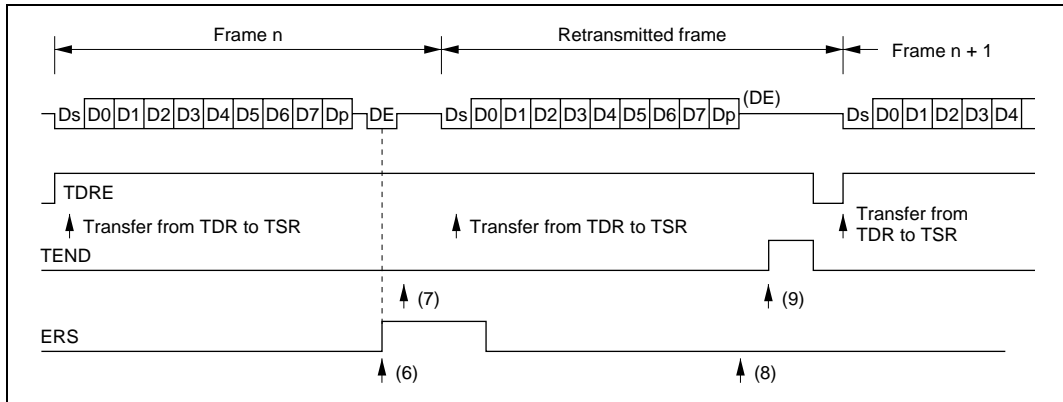 Frame n
Retransmitted frame
Frame n + 1
(DE)
Ds D0 D1 D2 D3 D4 D5 D6 D7 Dp DE Ds D0 D1 D2 D3 D4 D5 D6 D7 Dp Ds D0 D1 D2 D3 D4
TDRE
Transfer from TDR to TSR
Transfer from TDR to TSR
Transfer from
TDR to TSR
TEND
(7)
(9)
ERS
(6)
(8)